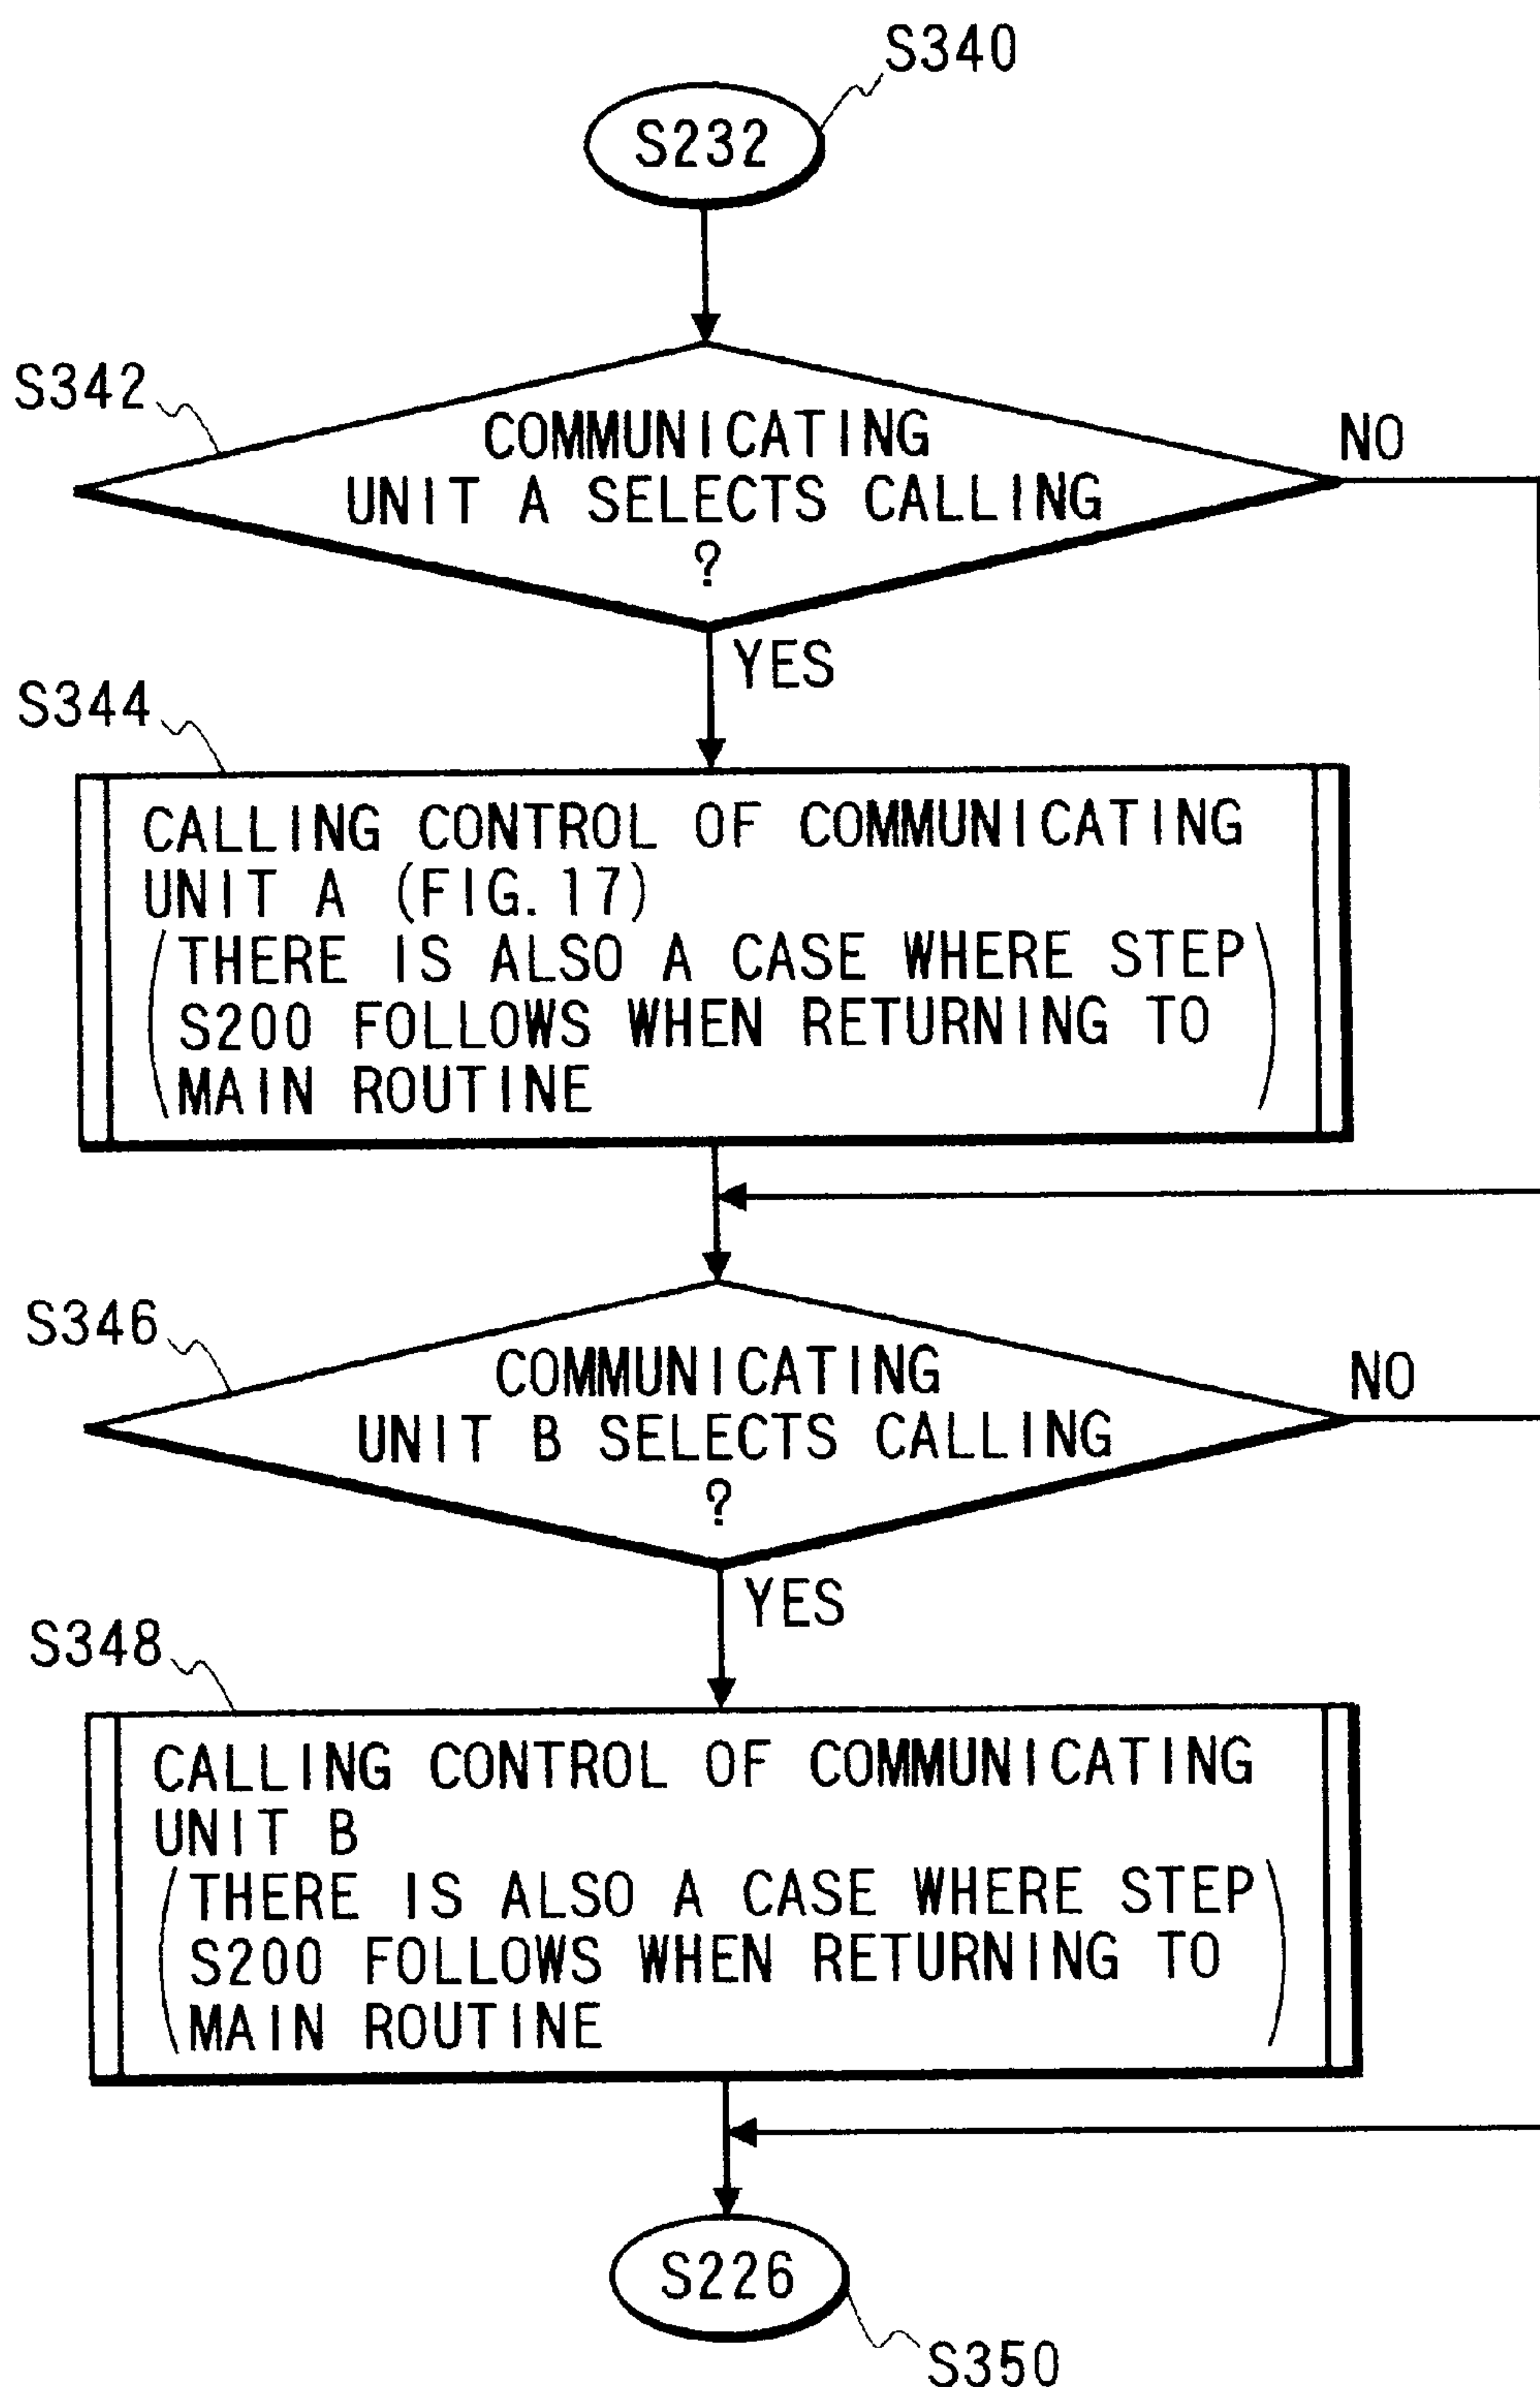 S340
S232
S342
COMMUNICATING
UNIT A SELECTS CALLING
?
NO
YES
S344
CALLING CONTROL OF COMMUNICATING
UNIT A (FIG. 17)
(THERE IS ALSO A CASE WHERE STEP
S200 FOLLOWS WHEN RETURNING TO
MAIN ROUTINE)
S346
COMMUNICATING
UNIT B SELECTS CALLING
?
NO
YES
S348
CALLING CONTROL OF COMMUNICATING
UNIT B
(THERE IS ALSO A CASE WHERE STEP
S200 FOLLOWS WHEN RETURNING TO
MAIN ROUTINE)
S226
S350